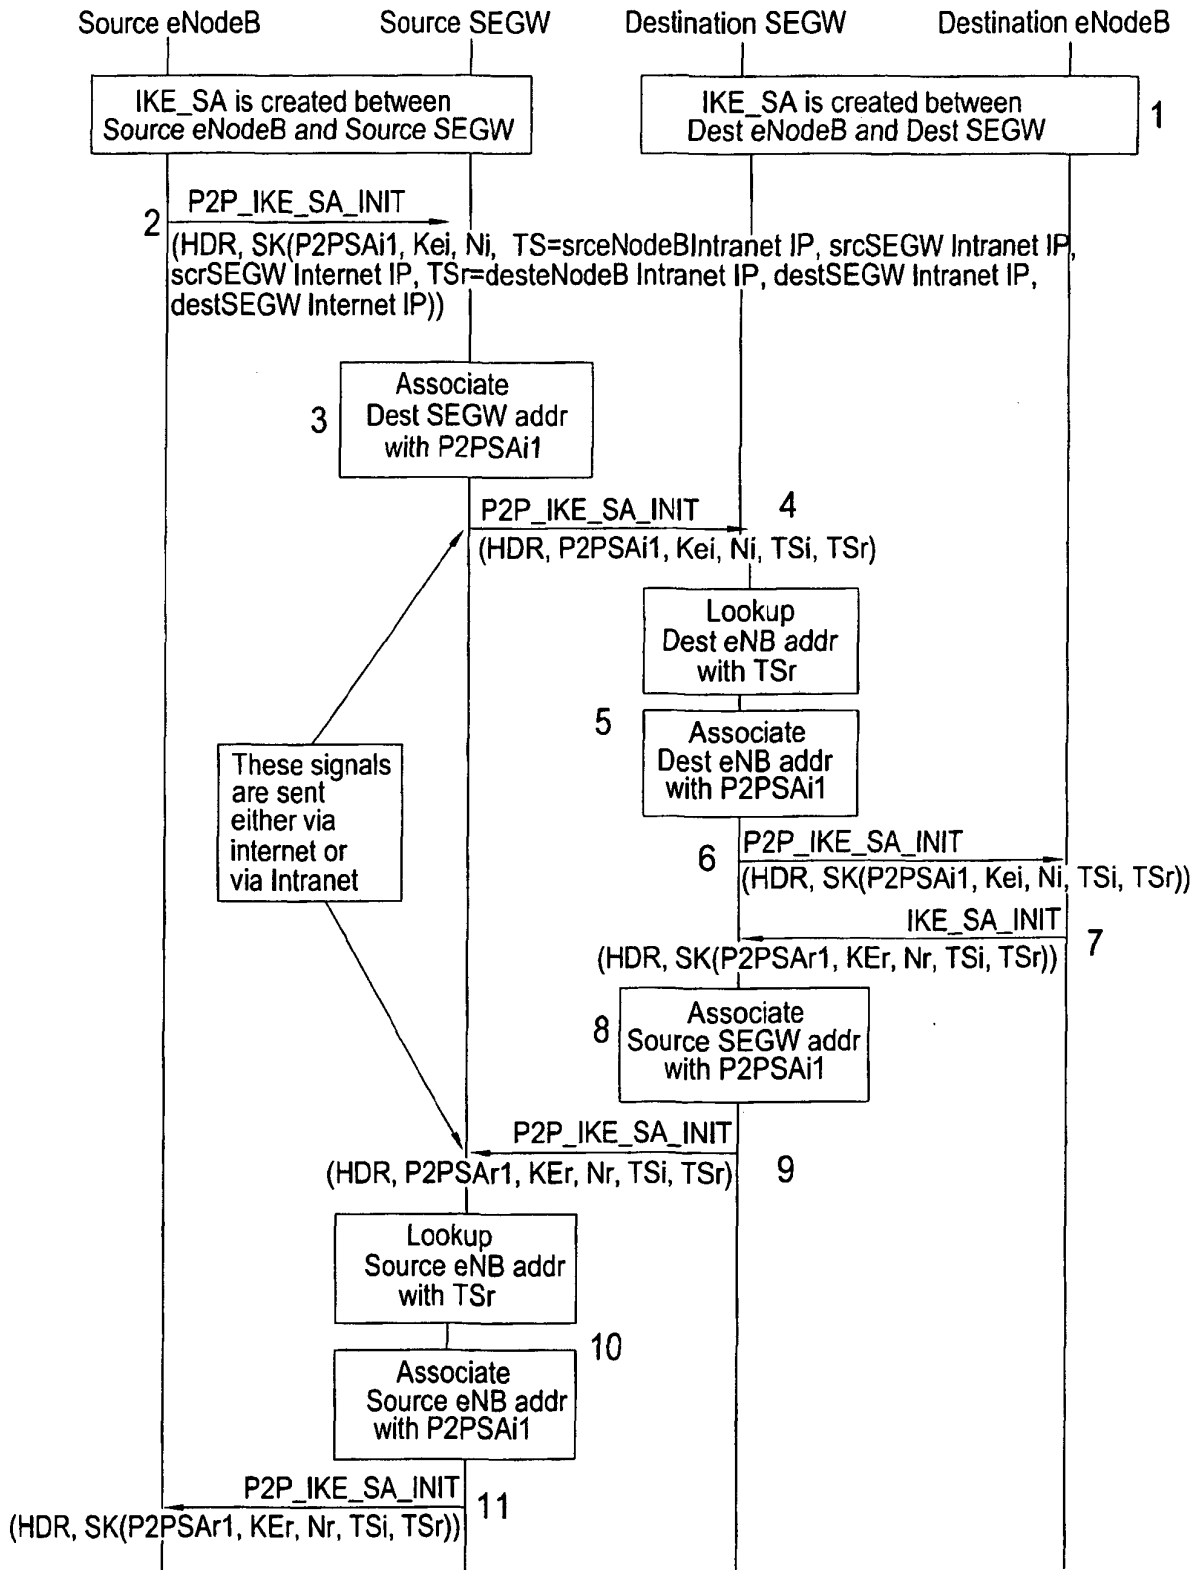 Source eNodeB
Source SEGW
Destination SEGW
Destination eNodeB
IKE_SA is created between
Source eNodeB and Source SEGW
IKE_SA is created between
Dest eNodeB and Dest SEGW
1
P2P_IKE_SA_INIT
2
(HDR, SK(P2PSAi1, Kei, Ni, TS=srceNodeBIntranet IP, srcSEGW Intranet IP,
scrSEGW Internet IP, TSr=desteNodeB Intranet IP, destSEGW Intranet IP,
destSEGW Internet IP))
3
Associate
Dest SEGW addr
with P2PSAi1
P2P_IKE_SA_INIT
4
(HDR, P2PSAi1, Kei, Ni, TSi, TSr)
Lookup
Dest eNB addr
with TSr
5
Associate
Dest eNB addr
with P2PSAi1
These signals
are sent
either via
internet or
via Intranet
6
P2P_IKE_SA_INIT
(HDR, SK(P2PSAi1, Kei, Ni, TSi, TSr))
IKE_SA_INIT
7
(HDR, SK(P2PSAr1, KEr, Nr, TSi, TSr))
8
Associate
Source SEGW addr
with P2PSAi1
P2P_IKE_SA_INIT
9
(HDR, P2PSAr1, KEr, Nr, TSi, TSr)
Lookup
Source eNB addr
with TSr
10
Associate
Source eNB addr
with P2PSAi1
P2P_IKE_SA_INIT
11
(HDR, SK(P2PSAr1, KEr, Nr, TSi, TSr))